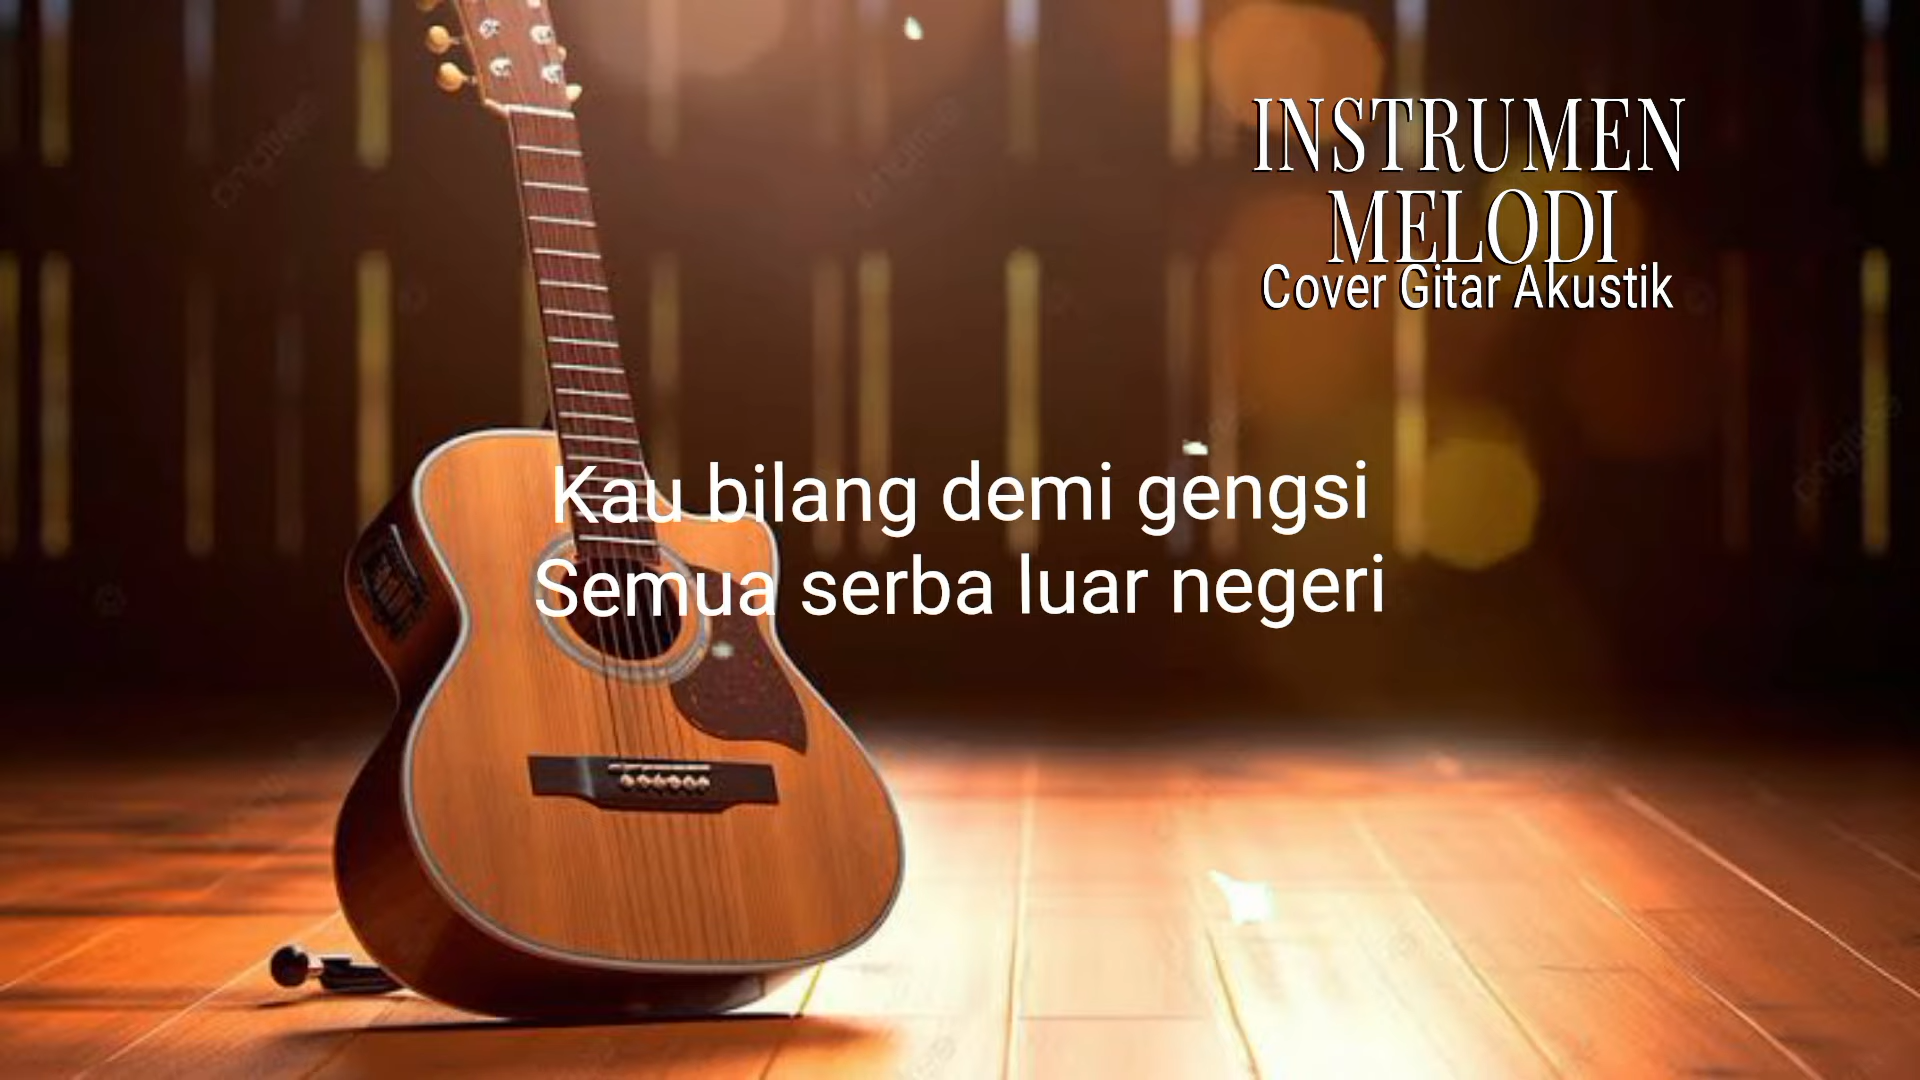 INSTRUMEN
MELODI
Cover Gitar Akustik
Kau bilang demi gengsi
Semua serba luar negeri